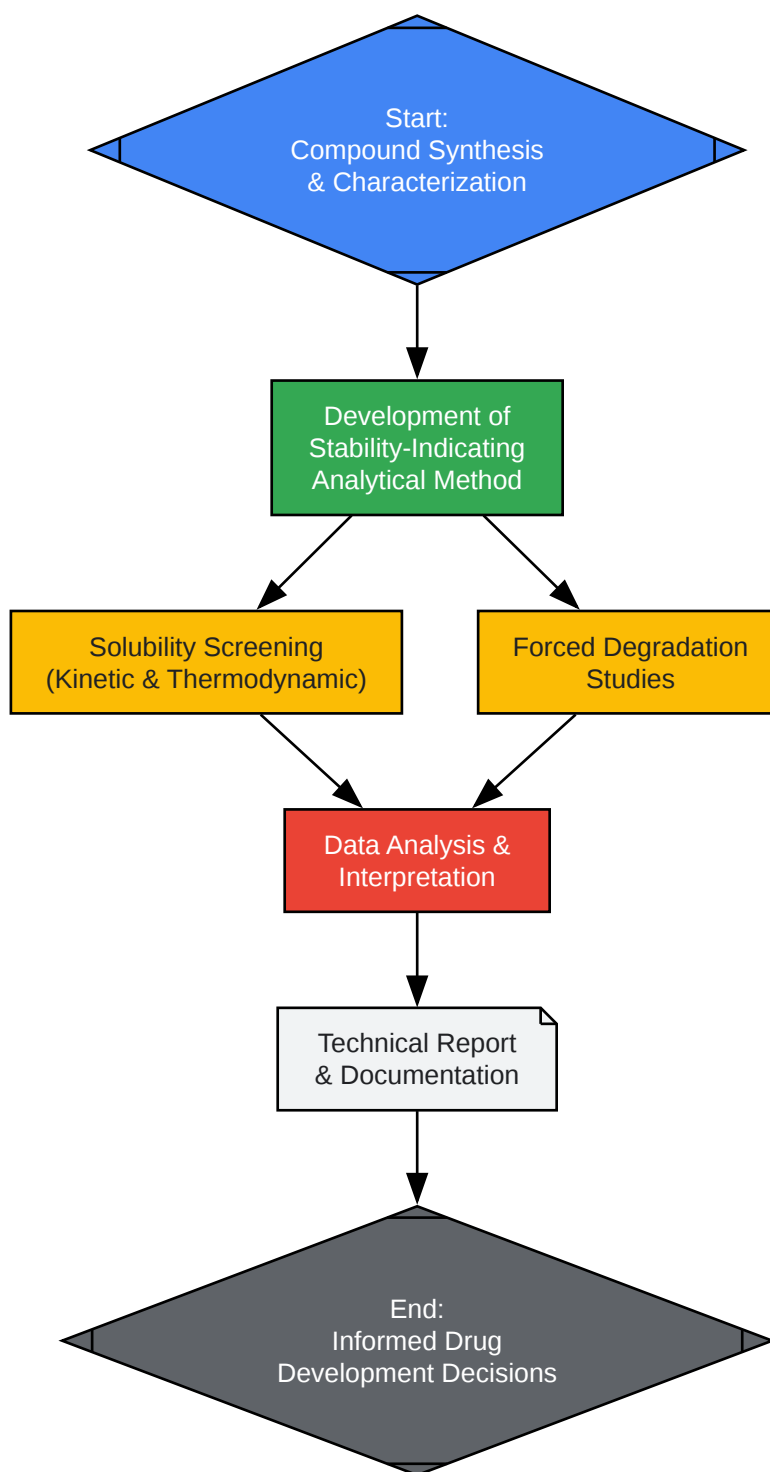 Start:
Compound Synthesis
& Characterization
Development of
Stability-Indicating
Analytical Method
Solubility Screening
(Kinetic & Thermodynamic)
Forced Degradation
Studies
Data Analysis &
Interpretation
Technical Report
& Documentation
End:
Informed Drug
Development Decisions